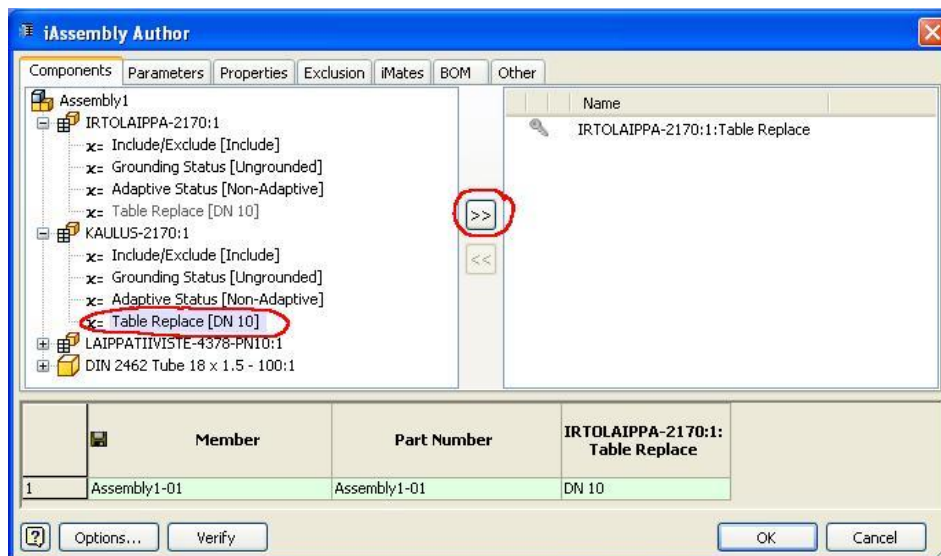 iAssembly Author
Components Parameters Properties Exclusion iMates BOM Other
Assembly1
IRTOLAIPPA-2170:1
x= Include/Exclude [Include]
x= Grounding Status [Ungrounded]
x= Adaptive Status [Non-Adaptive]
x= Table Replace [DN 10]
KAULUS-2170:1
x= Include/Exclude [Include]
x= Grounding Status [Ungrounded]
x= Adaptive Status [Non-Adaptive]
x= Table Replace [DN 10]
LAIPPATIIVISTE-4378-PN10:1
DIN 2462 Tube 18 x 1.5 - 100:1
>>
<<
Name
IRTOLAIPPA-2170:1:Table Replace
Member Part Number IRTOLAIPPA-2170:1:
Table Replace
1 Assembly1-01 Assembly1-01 DN 10
? Options... Verify OK Cancel